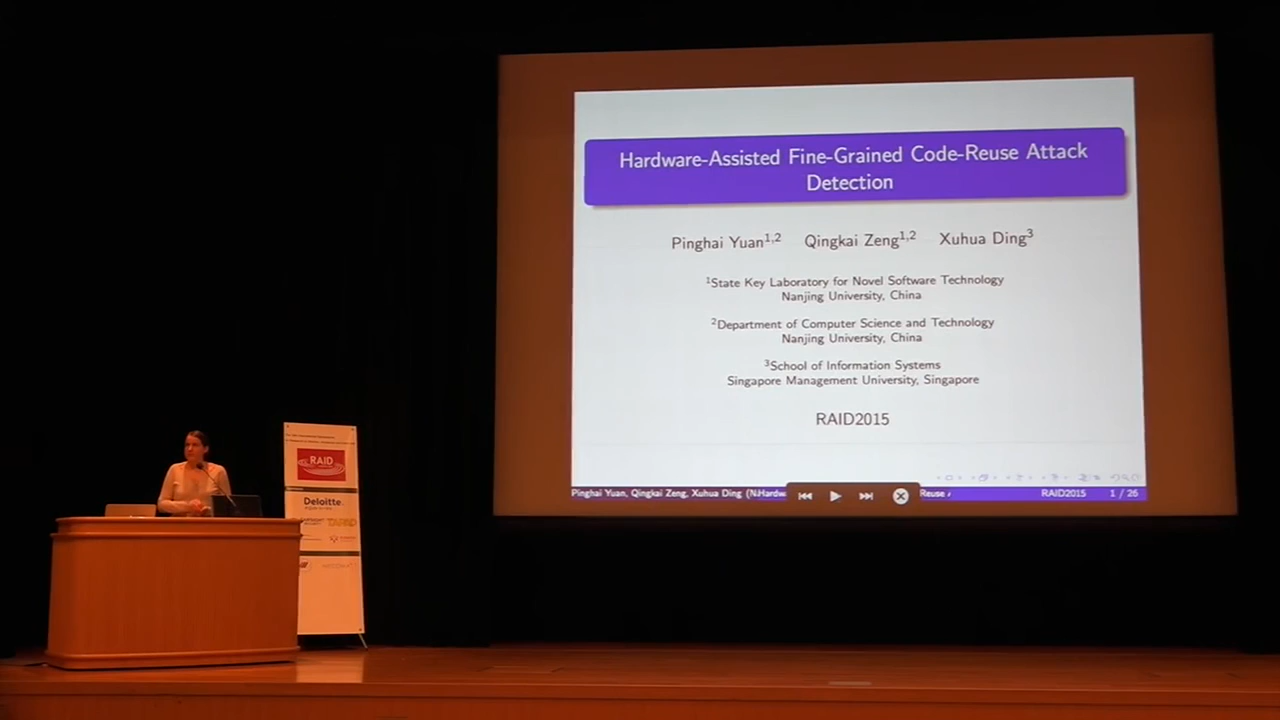 Hardware-Assisted Fine-Grained Code-Reuse Attack
Detection
Pinghai Yuan1,2 Qingkai Zeng1,2 Xuhua Ding3
1State Key Laboratory for Novel Software Technology
Nanjing University, China
2Department of Computer Science and Technology
Nanjing University, China
3School of Information Systems
Singapore Management University, Singapore
RAID2015
Pinghai Yuan, Qingkai Zeng, Xuhua Ding (N
Reuse
RAID2015 1 / 26
RAID
Deloitte